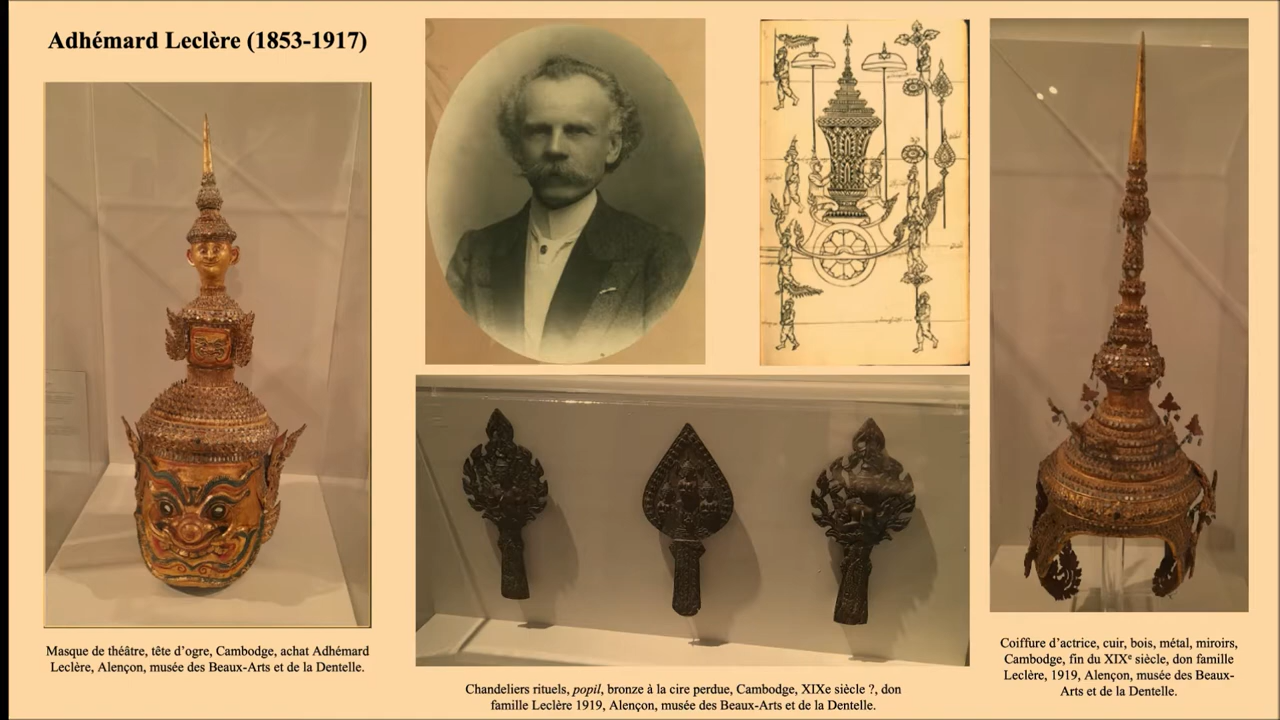 Adhémard Leclère (1853-1917)
Masque de théâtre, tête d’ogre, Cambodge, achat Adhémard
Leclère, Alençon, musée des Beaux-Arts et de la Dentelle.
Chandeliers rituels, popil, bronze à la cire perdue, Cambodge, XIXe siècle ?, don
famille Leclère 1919, Alençon, musée des Beaux-Arts et de la Dentelle.
Coiffure d’actrice, cuir, bois, métal, miroirs,
Cambodge, fin du XIXe siècle, don famille
Leclère, 1919, Alençon, musée des Beaux-
Arts et de la Dentelle.